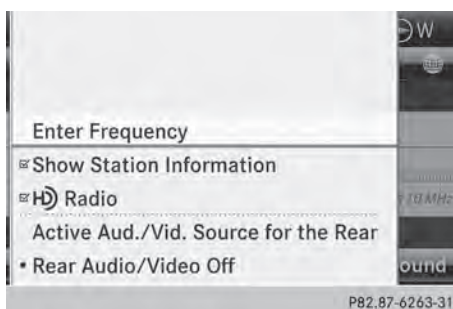 W
Enter Frequency
Show Station Information
HD Radio
Active Aud./Vid. Source for the Rear
• Rear Audio/Video Off
ound
P82.87-6263-31